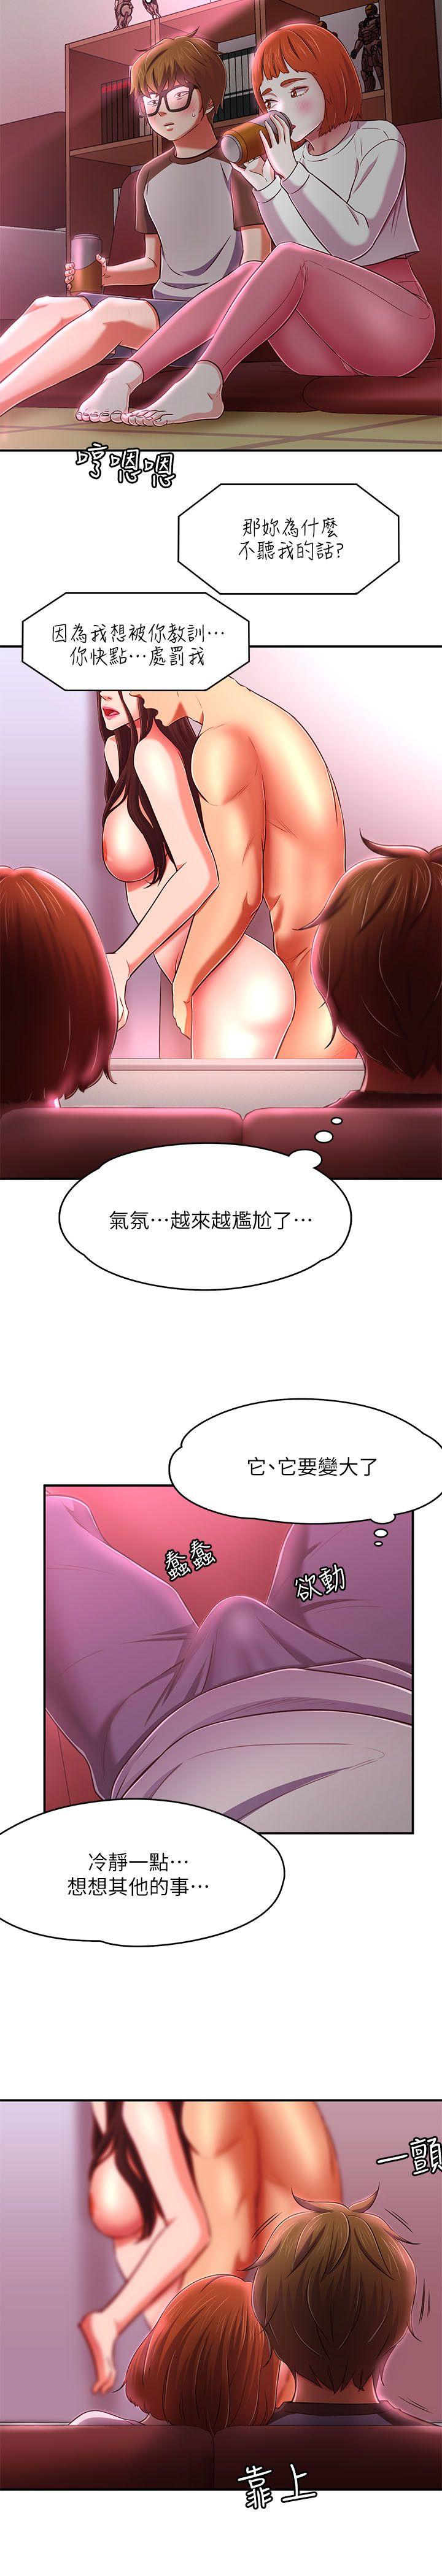 哼嗯嗯
那妳為什麼
不聽我的話?
因為我想被你教訓…
你快點…處罰我
氣氛…越來越尷尬了…
它、它要變大了
蠢蠢
欲動
冷靜一點…
想想其他的事…
一顫
靠上